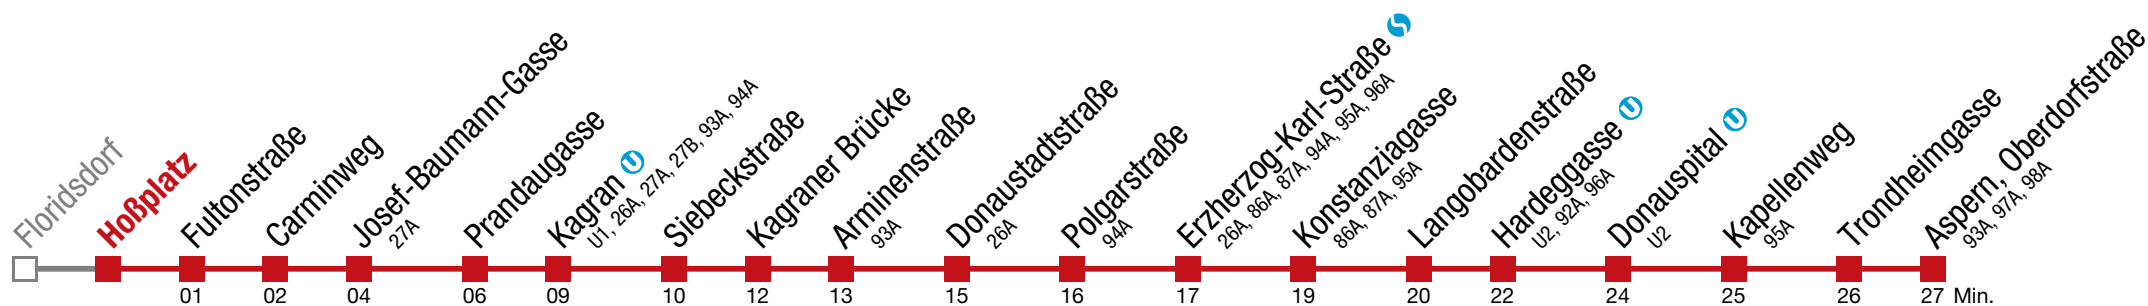 Floridsdorf
Hoßplatz
Fultonstraße
Carminweg
Josef-Baumann-Gasse
27A
Prandaugasse
Kagran U
U1, 26A, 27A, 27B, 93A, 94A
Siebeckstraße
Kagraner Brücke
Arminenstraße
93A
Donaustadtstraße
26A
Polgarstraße
94A
Erzherzog-Karl-Straße S
26A, 86A, 87A, 94A, 95A, 96A
Konstanziagasse
86A, 87A, 95A
Langobardenstraße
Hardeggasse U
U2, 92A, 96A
Donauspital U
U2
Kapellenweg
95A
Trondheimgasse
Aspern, Oberdorfstraße
93A, 97A, 98A
01 02 04 06 09 10 12 13 15 16 17 19 20 22 24 25 26 27 Min.